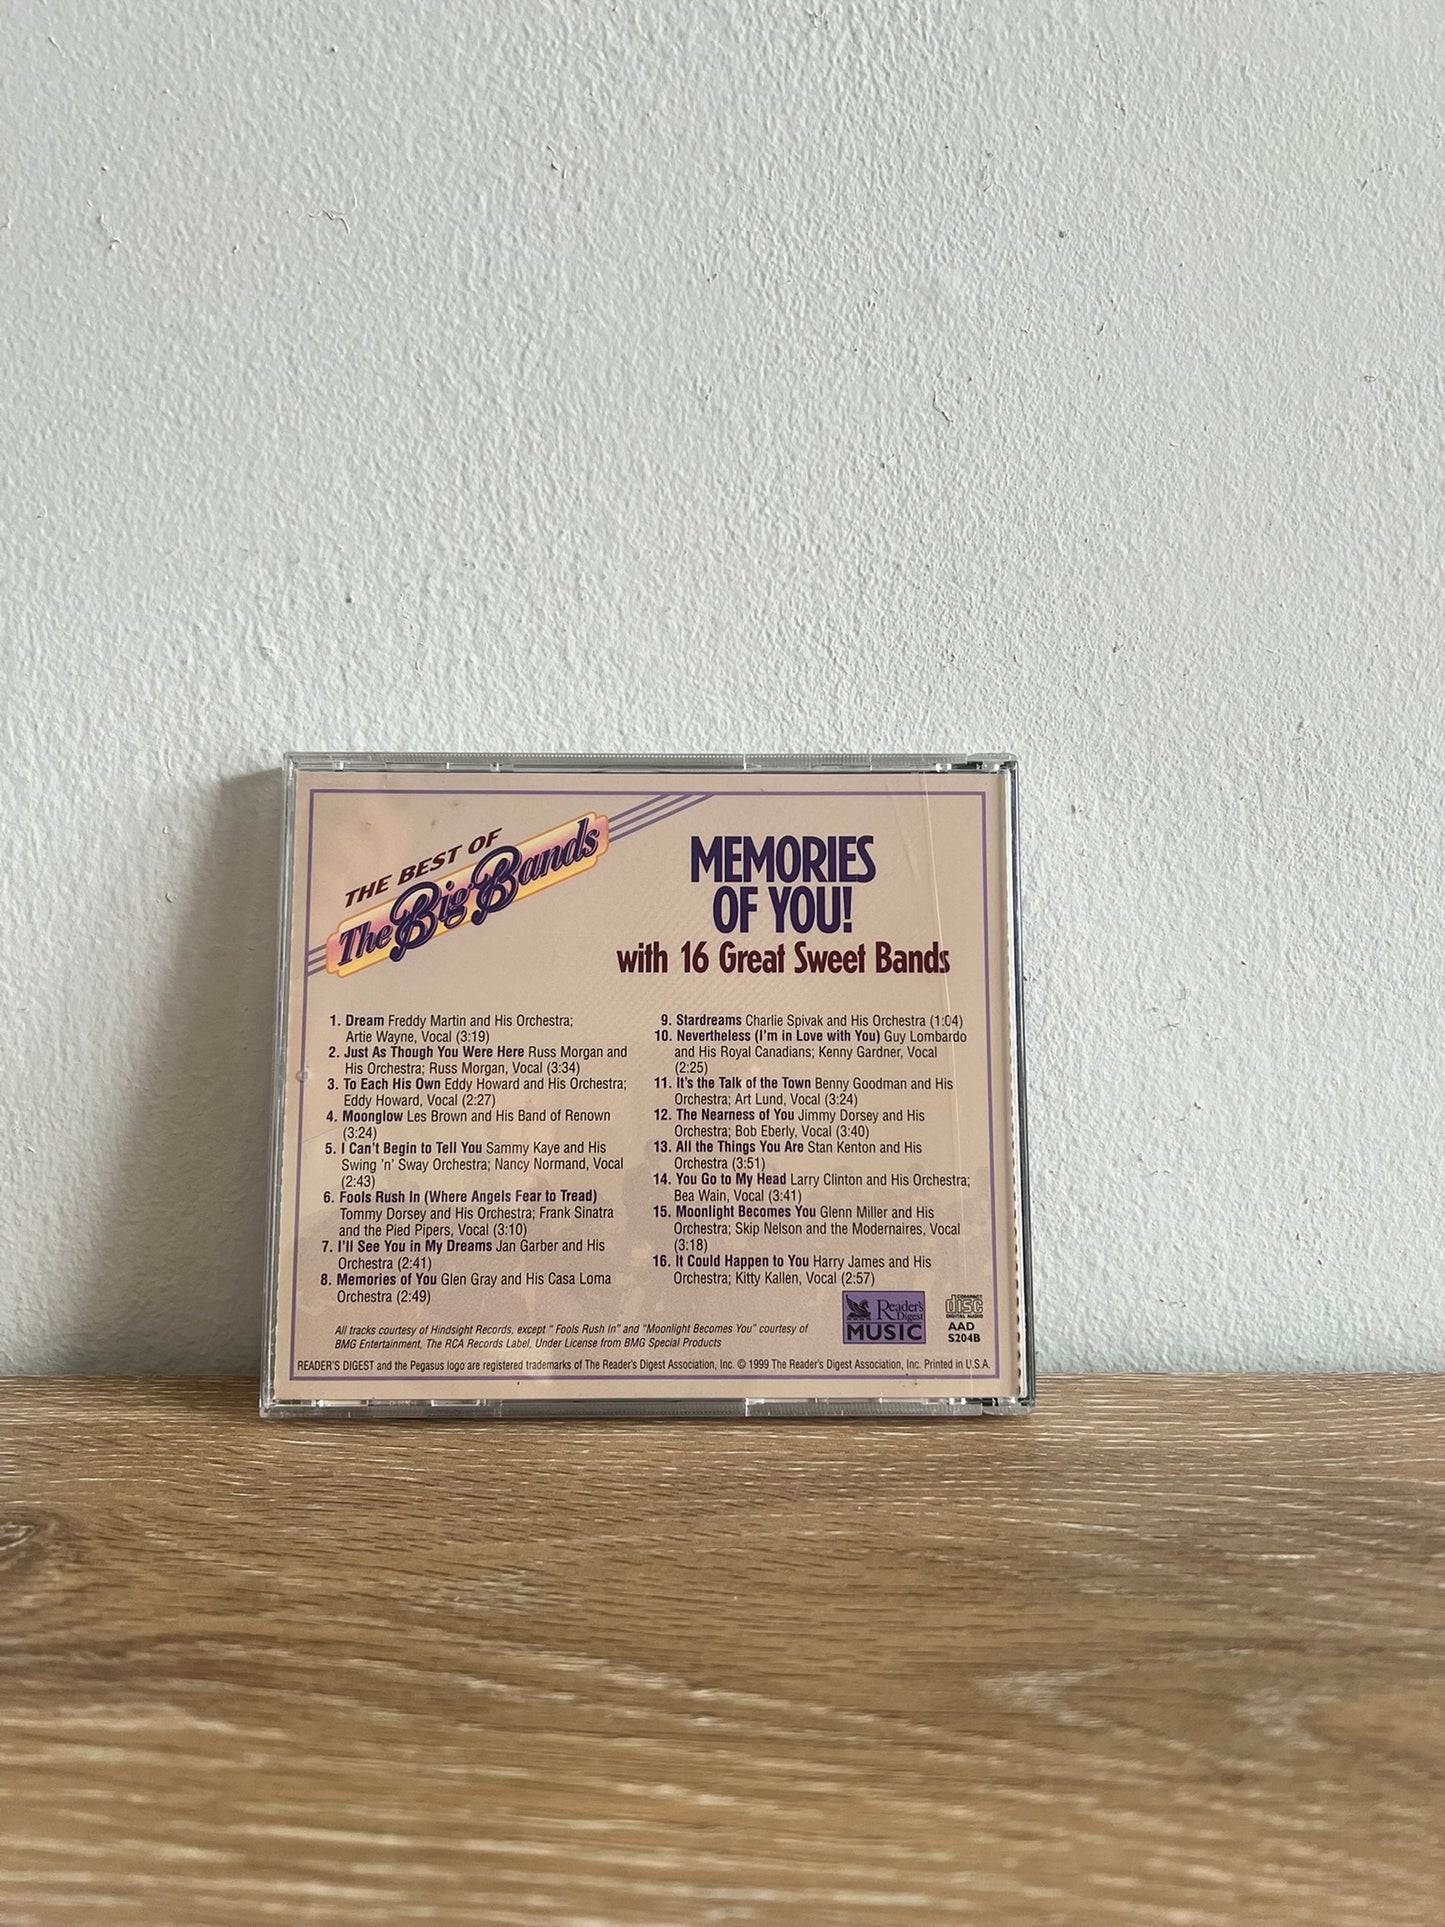 THE BEST OF
The Big Bands
MEMORIES
OF YOU!
with 16 Great Sweet Bands
1. Dream Freddy Martin and His Orchestra;
Artie Wayne, Vocal (3:19)
2. Just As Though You Were Here Russ Morgan and
His Orchestra; Russ Morgan, Vocal (3:34)
3. To Each His Own Eddy Howard and His Orchestra;
Eddy Howard, Vocal (2:27)
4. Moonglow Les Brown and His Band of Renown
(3:24)
5. I Can't Begin to Tell You Sammy Kaye and His
Swing 'n' Sway Orchestra; Nancy Normand, Vocal
(2:43)
6. Fools Rush In (Where Angels Fear to Tread)
Tommy Dorsey and His Orchestra; Frank Sinatra
and the Pied Pipers, Vocal (3:10)
7. I'll See You in My Dreams Jan Garber and His
Orchestra (2:41)
8. Memories of You Glen Gray and His Casa Loma
Orchestra (2:49)
9. Stardreams Charlie Spivak and His Orchestra (1:04)
10. Nevertheless (I'm in Love with You) Guy Lombardo
and His Royal Canadians; Kenny Gardner, Vocal
(2:25)
11. It's the Talk of the Town Benny Goodman and His
Orchestra; Art Lund, Vocal (3:24)
12. The Nearness of You Jimmy Dorsey and His
Orchestra; Bob Eberly, Vocal (3:40)
13. All the Things You Are Stan Kenton and His
Orchestra (3:51)
14. You Go to My Head Larry Clinton and His Orchestra;
Bea Wain, Vocal (3:41)
15. Moonlight Becomes You Glenn Miller and His
Orchestra; Skip Nelson and the Modernaires, Vocal
(3:18)
16. It Could Happen to You Harry James and His
Orchestra; Kitty Kallen, Vocal (2:57)
All tracks courtesy of Hindsight Records, except " Fools Rush In" and "Moonlight Becomes You" courtesy of
BMG Entertainment, The RCA Records Label, Under License from BMG Special Products
Reader's
Digest
MUSIC
COMPACT
disc
DIGITAL AUDIO
AAD
S204B
READER'S DIGEST and the Pegasus logo are registered trademarks of The Reader's Digest Association, Inc. © 1999 The Reader's Digest Association, Inc. Printed in U.S.A.